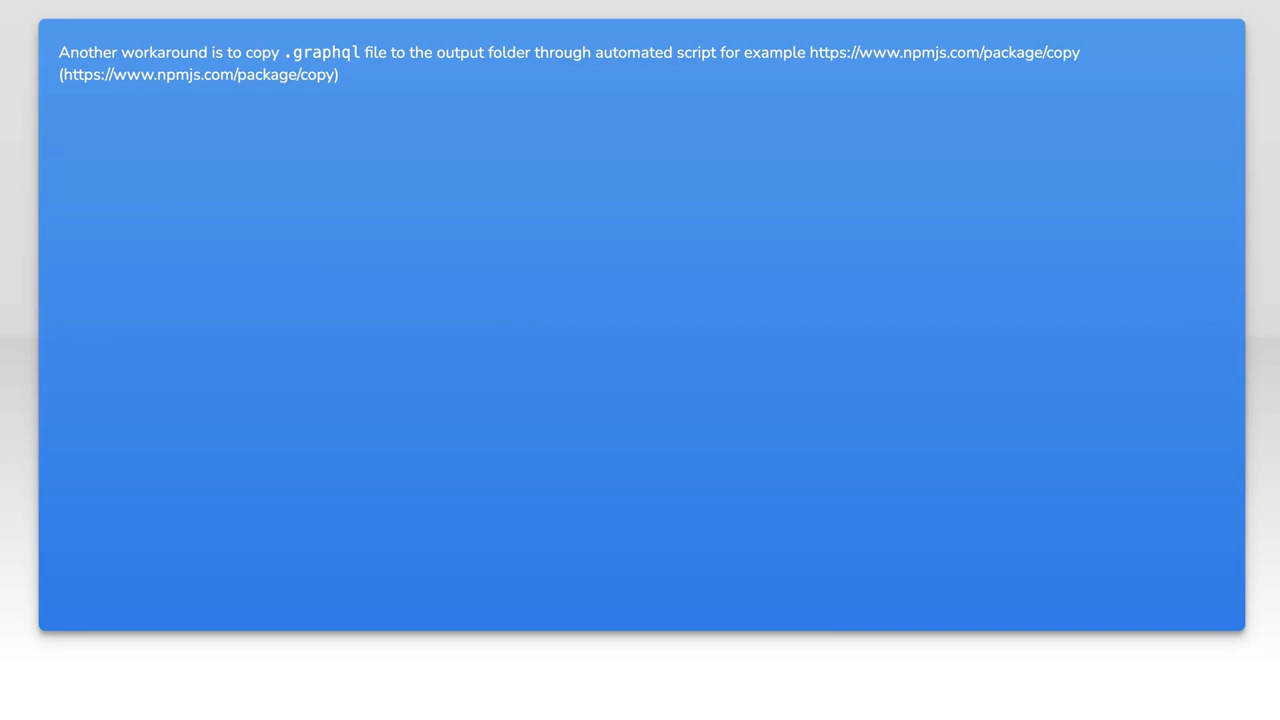 Another workaround is to copy .graphql file to the output folder through automated script for example https://www.npmjs.com/package/copy
(https://www.npmjs.com/package/copy)